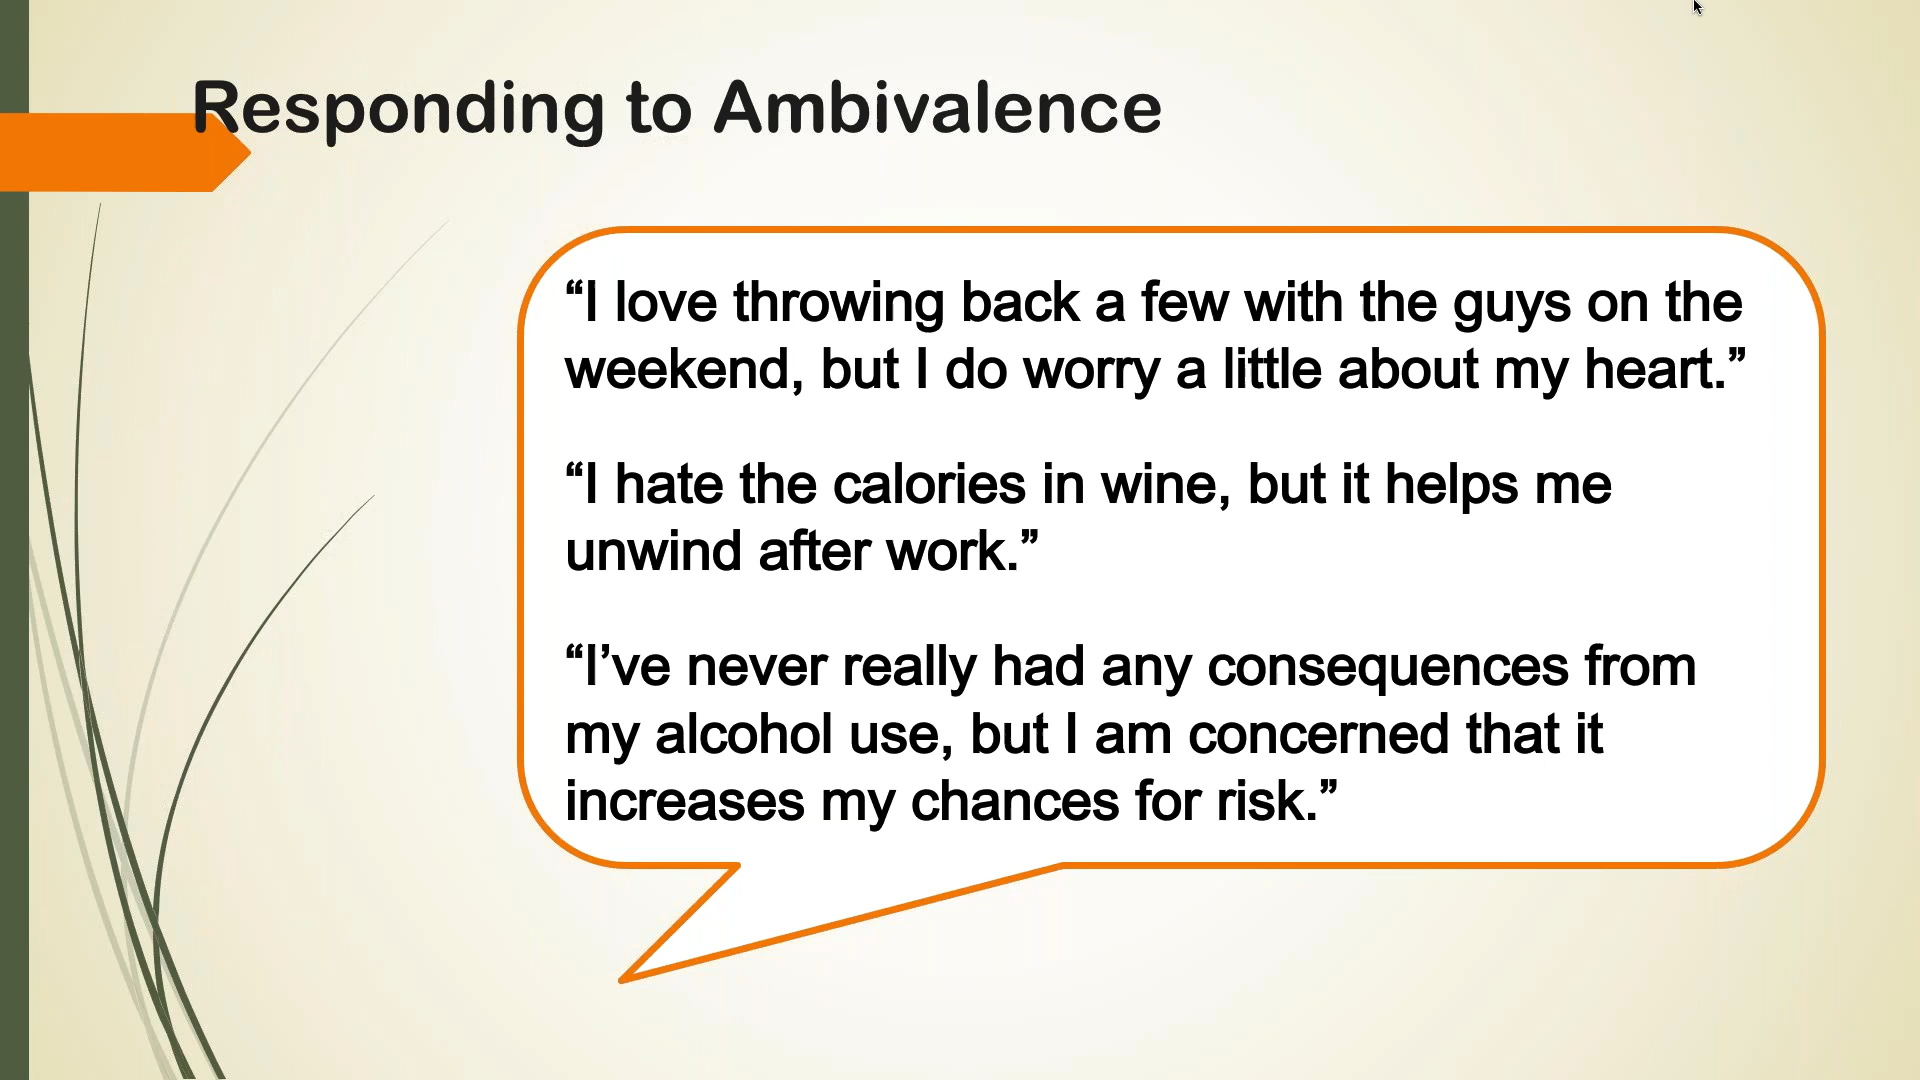 Responding to Ambivalence
“I love throwing back a few with the guys on the
weekend, but I do worry a little about my heart.”
“I hate the calories in wine, but it helps me
unwind after work.”
“I’ve never really had any consequences from
my alcohol use, but I am concerned that it
increases my chances for risk.”